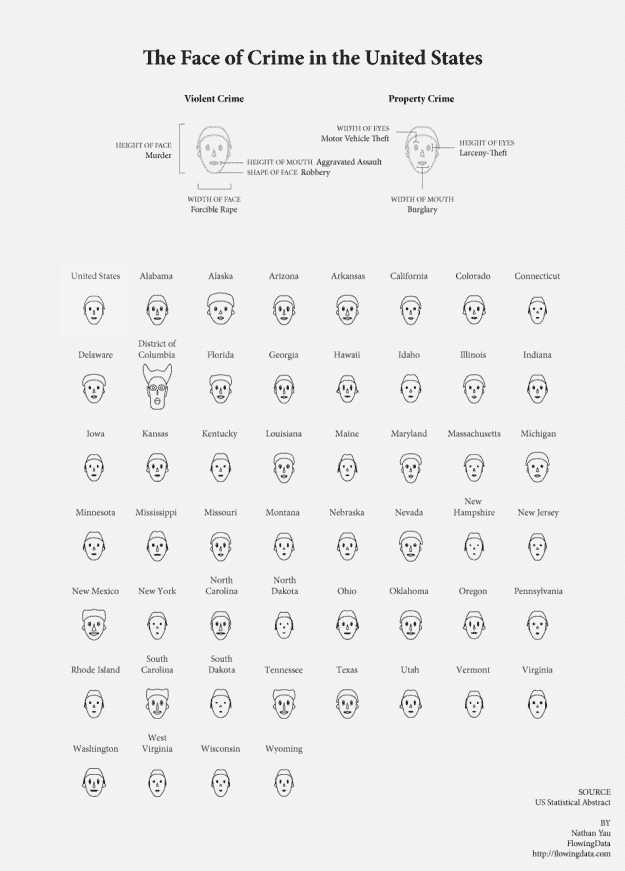 The Face of Crime in the United States
Violent Crime
Property Crime
HEIGHT OF FACE
Murder
HEIGHT OF MOUTH Aggravated Assault
SHAPE OF FACE Robbery
WIDTH OF FACE
Forcible Rape
WIDTH OF EYES
Motor Vehicle Theft
HEIGHT OF EYES
Larceny-Theft
WIDTH OF MOUTH
Burglary
United States
Alabama
Alaska
Arizona
Arkansas
California
Colorado
Connecticut
Delaware
District of
Columbia
Florida
Georgia
Hawaii
Idaho
Illinois
Indiana
Iowa
Kansas
Kentucky
Louisiana
Maine
Maryland
Massachusetts
Michigan
Minnesota
Mississippi
Missouri
Montana
Nebraska
Nevada
New
Hampshire
New Jersey
New Mexico
New York
North
Carolina
North
Dakota
Ohio
Oklahoma
Oregon
Pennsylvania
Rhode Island
South
Carolina
South
Dakota
Tennessee
Texas
Utah
Vermont
Virginia
Washington
West
Virginia
Wisconsin
Wyoming
SOURCE
US Statistical Abstract
BY
Nathan Yau
FlowingData
http://flowingdata.com